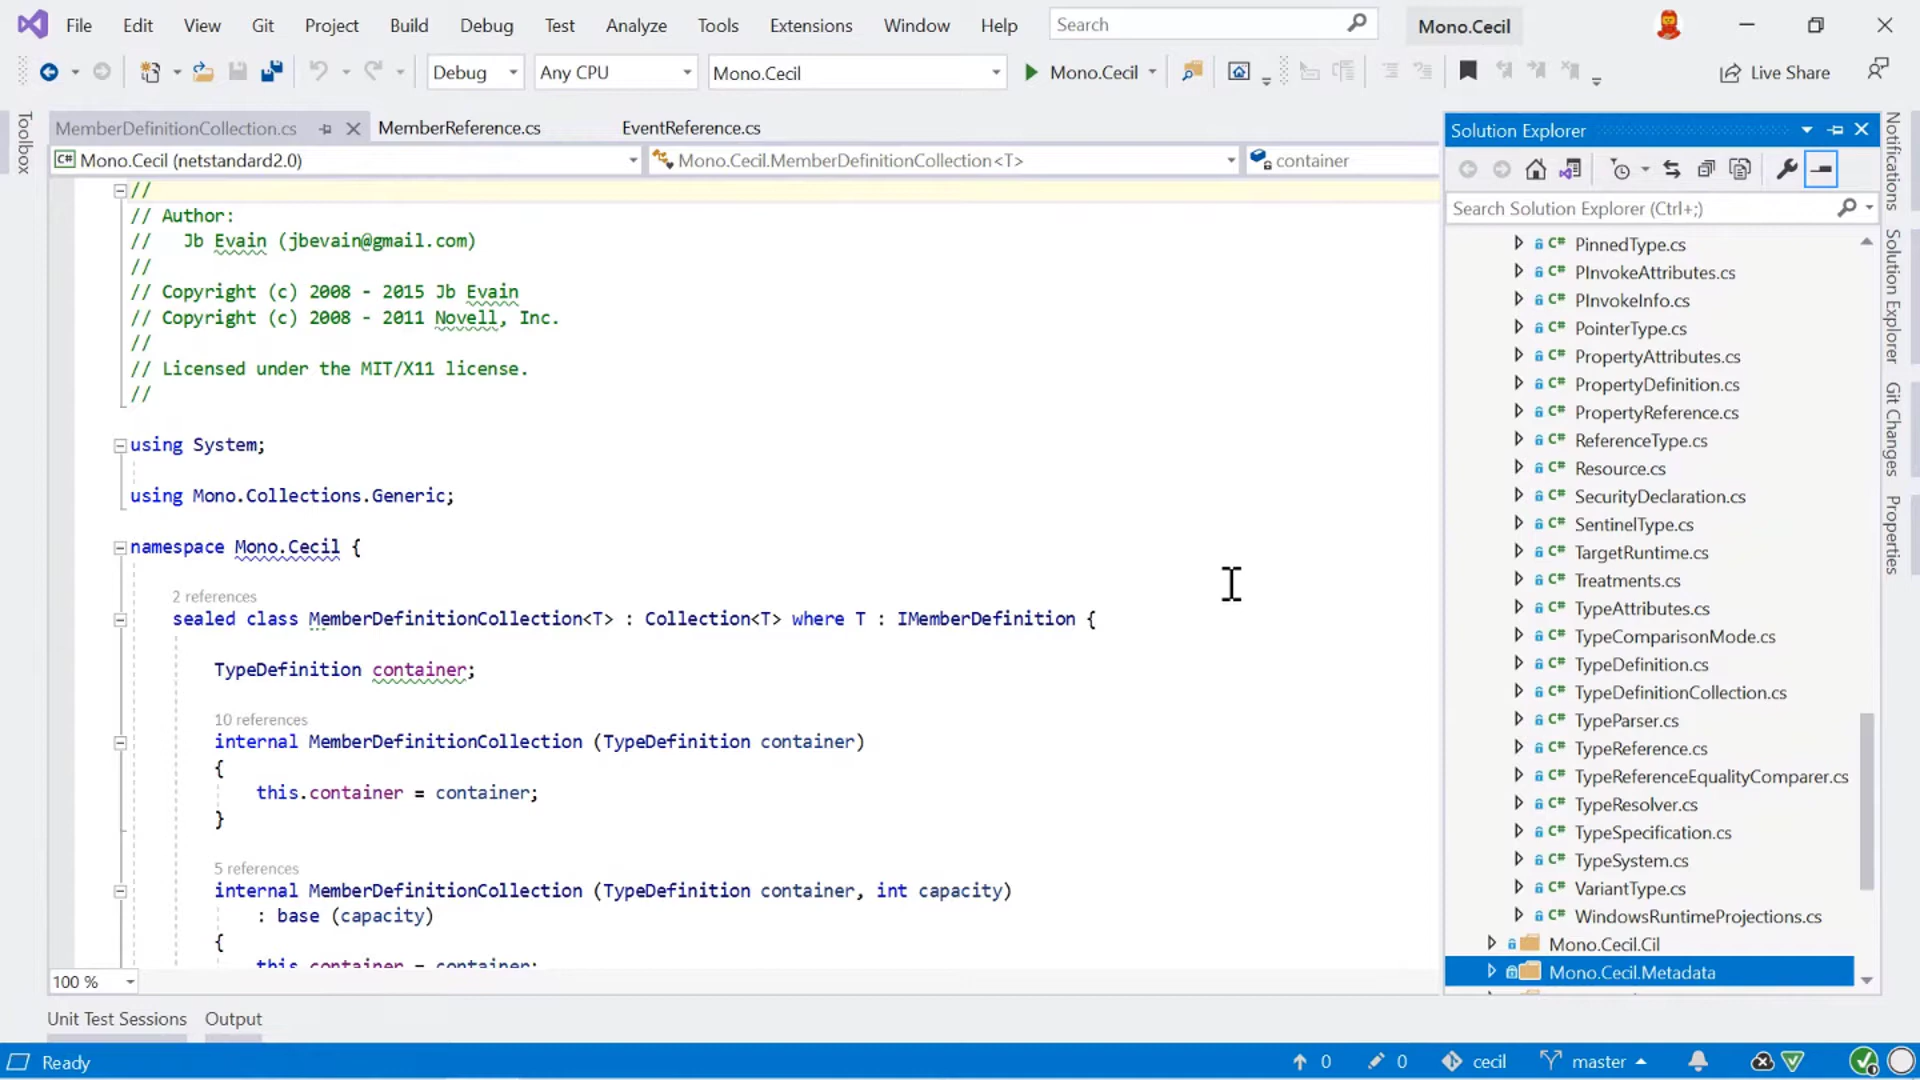 File Edit View Git Project Build Debug Test Analyze Tools Extensions Window Help Search Mono.Cecil
Debug Any CPU Mono.Cecil Mono.Cecil Live Share
Toolbox
MemberDefinitionCollection.cs MemberReference.cs EventReference.cs
C# Mono.Cecil (netstandard2.0) Mono.Cecil.MemberDefinitionCollection<T> container
//
// Author:
// Jb Evain (jbevain@gmail.com)
//
// Copyright (c) 2008 - 2015 Jb Evain
// Copyright (c) 2008 - 2011 Novell, Inc.
//
// Licensed under the MIT/X11 license.
//
using System;
using Mono.Collections.Generic;
namespace Mono.Cecil {
2 references
sealed class MemberDefinitionCollection<T> : Collection<T> where T : IMemberDefinition {
TypeDefinition container;
10 references
internal MemberDefinitionCollection (TypeDefinition container)
{
this.container = container;
}
5 references
internal MemberDefinitionCollection (TypeDefinition container, int capacity)
: base (capacity)
{
this.container = container;
100 %
Solution Explorer
Search Solution Explorer (Ctrl+;)
C# PinnedType.cs
C# PInvokeAttributes.cs
C# PInvokeInfo.cs
C# PointerType.cs
C# PropertyAttributes.cs
C# PropertyDefinition.cs
C# PropertyReference.cs
C# ReferenceType.cs
C# Resource.cs
C# SecurityDeclaration.cs
C# SentinelType.cs
C# TargetRuntime.cs
C# Treatments.cs
C# TypeAttributes.cs
C# TypeComparisonMode.cs
C# TypeDefinition.cs
C# TypeDefinitionCollection.cs
C# TypeParser.cs
C# TypeReference.cs
C# TypeReferenceEqualityComparer.cs
C# TypeResolver.cs
C# TypeSpecification.cs
C# TypeSystem.cs
C# VariantType.cs
C# WindowsRuntimeProjections.cs
Mono.Cecil.Cil
Mono.Cecil.Metadata
Notifications
Solution Explorer
Git Changes
Properties
Unit Test Sessions Output
Ready 0 0 cecil master